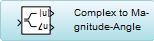 |u|
∠u
Complex to Ma-
gnitude-Angle